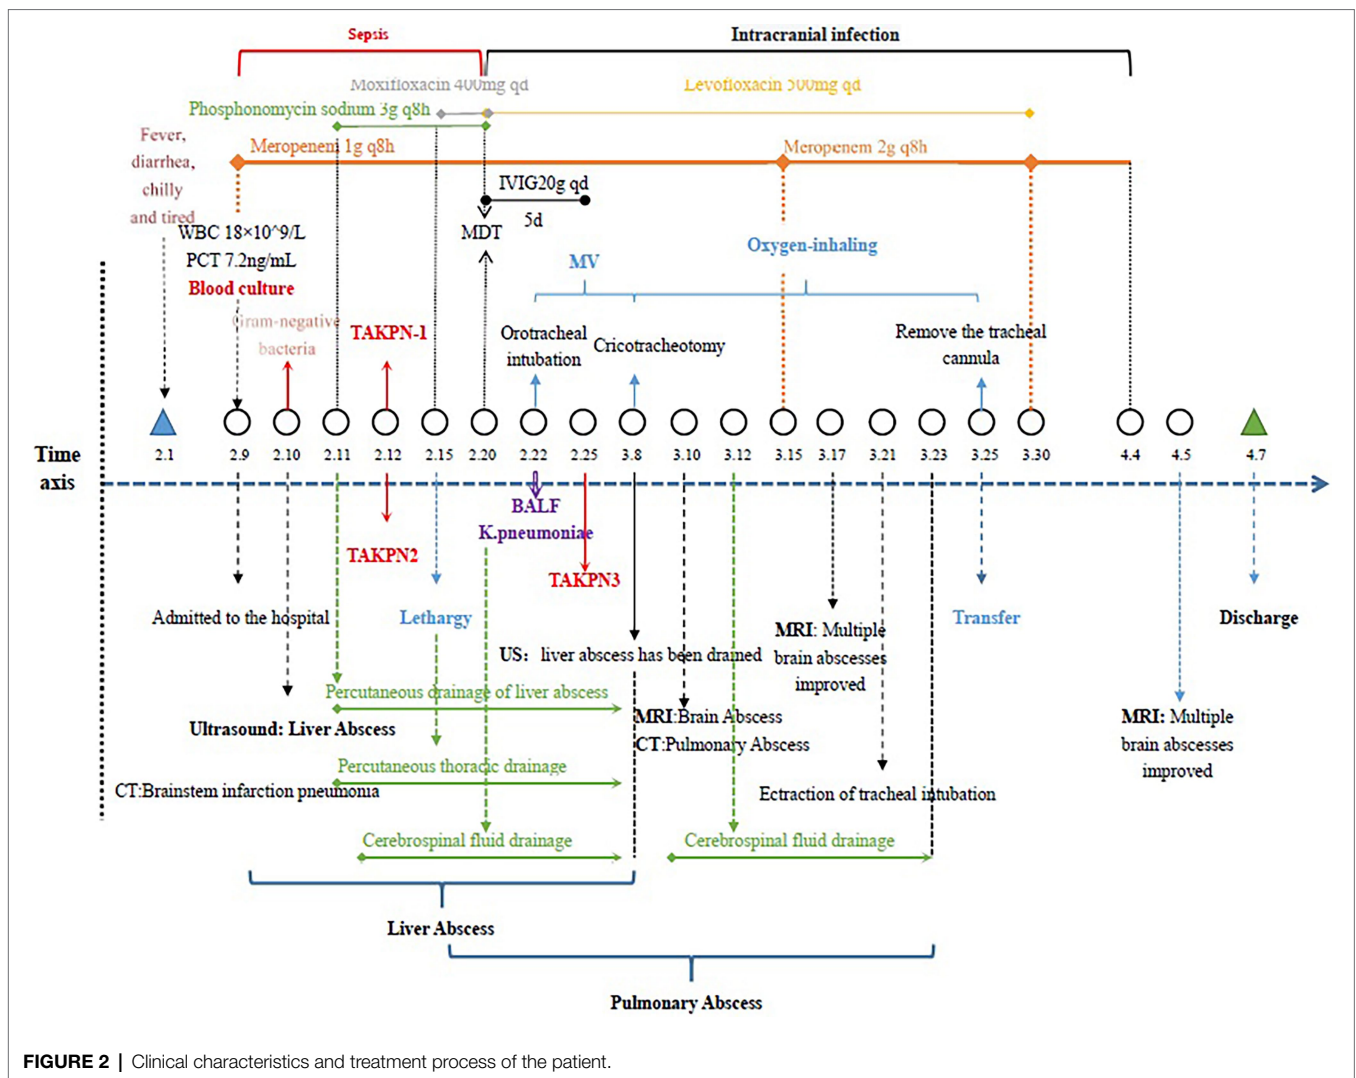 Sepsis
Intracranial infection
Moxifloxacin 400mg qd
Levofloxacin 500mg qd
Phosphonomycin sodium 3g q8h
Fever,
diarrhea,
chilly
and tired
Meropenem 1g q8h
Meropenem 2g q8h
IVIG20g qd
5d
WBC 18×10^9/L
PCT 7.2ng/mL
Blood culture
MDT
MV
Oxygen-inhaling
Gram-negative
bacteria
TAKPN-1
Orotracheal
intubation
Cricotracheotomy
Remove the tracheal
cannula
Time
axis
2.1
2.9
2.10
2.11
2.12
2.15
2.20
2.22
2.25
3.8
3.10
3.12
3.15
3.17
3.21
3.23
3.25
3.30
4.4
4.5
4.7
BALF
K.pneumoniae
TAKPN2
TAKPN3
Admitted to the hospital
Lethargy
Transfer
Discharge
US: liver abscess has been drained
MRI: Multiple
brain abscesses
improved
Percutaneous drainage of liver abscess
Ultrasound: Liver Abscess
MRI:Brain Abscess
CT:Pulmonary Abscess
MRI: Multiple
brain abscesses
improved
Percutaneous thoracic drainage
CT:Brainstem infarction pneumonia
Ectraction of tracheal intubation
Cerebrospinal fluid drainage
Cerebrospinal fluid drainage
Liver Abscess
Pulmonary Abscess
FIGURE 2 | Clinical characteristics and treatment process of the patient.